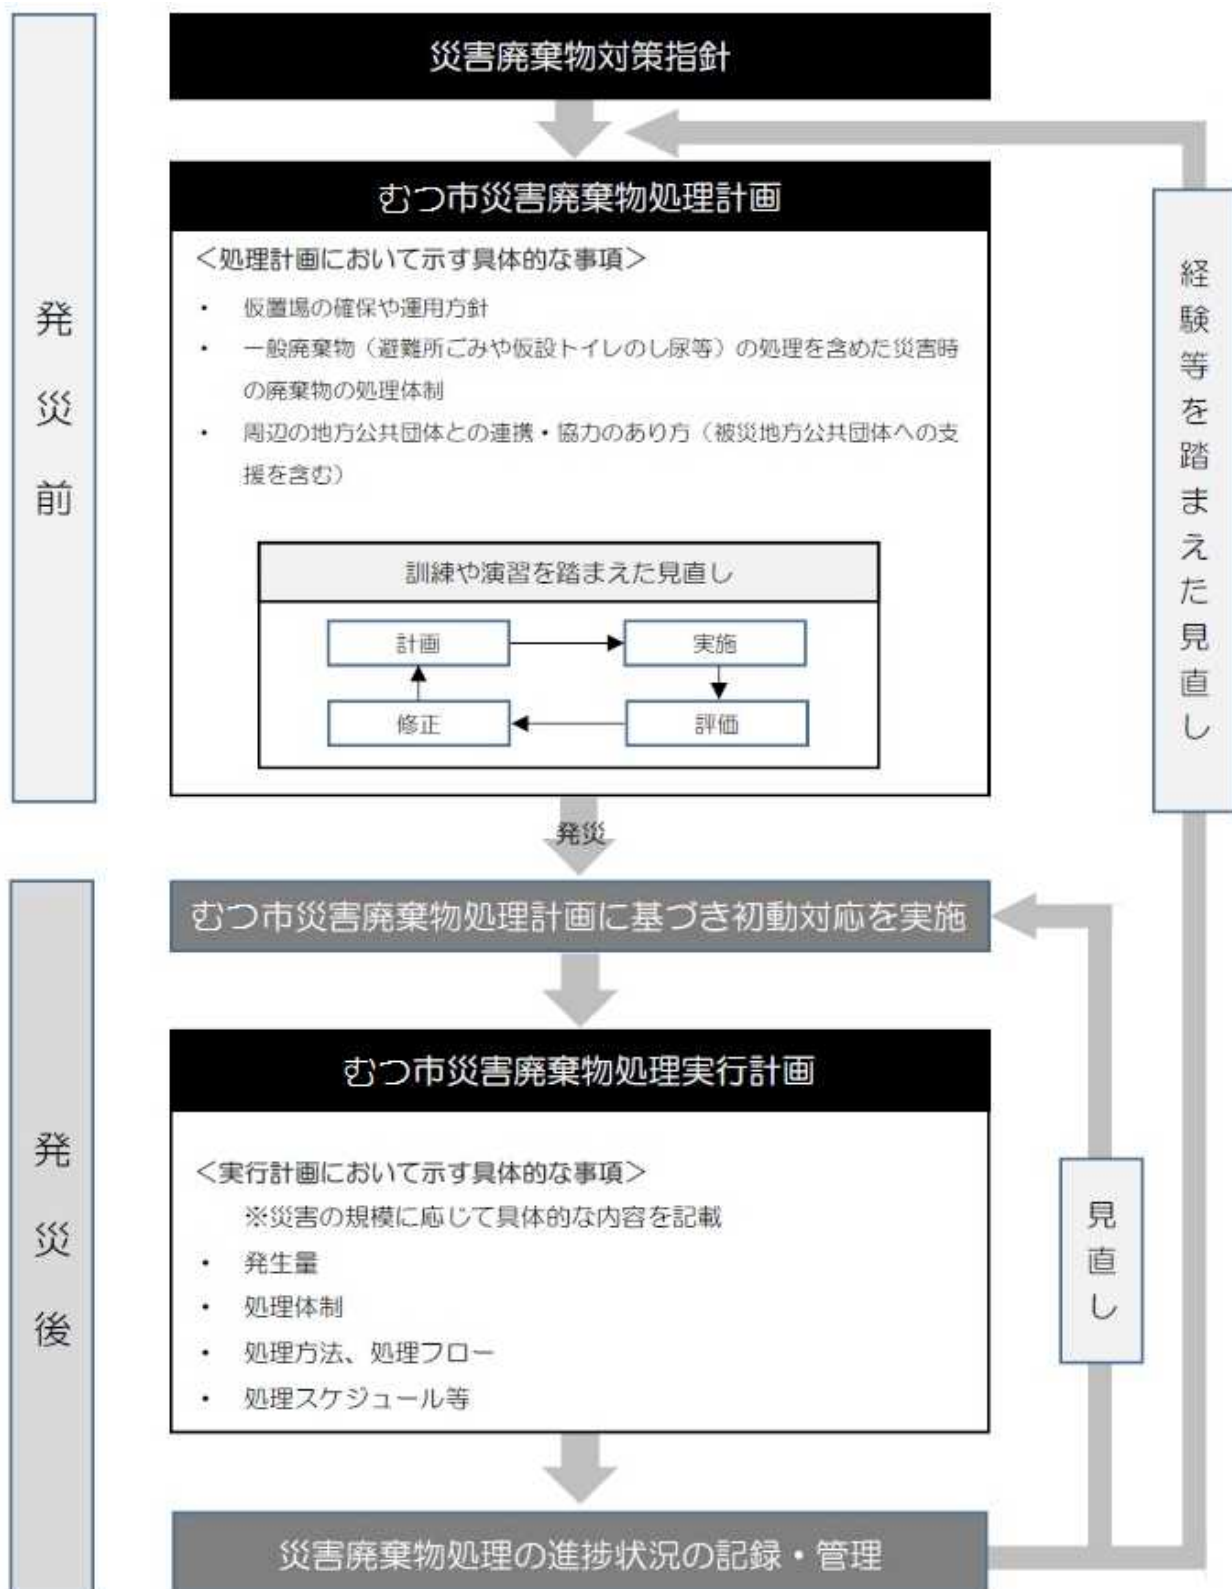 災害廃棄物対策指針
発災前
むつ市災害廃棄物処理計画
<処理計画において示す具体的な事項>
・ 仮置場の確保や運用方針
・ 一般廃棄物（避難所ごみや仮設トイレのし尿等）の処理を含めた災害時
の廃棄物の処理体制
・ 周辺の地方公共団体との連携・協力のあり方（被災地方公共団体への支
援を含む）
訓練や演習を踏まえた見直し
計画
実施
修正
評価
経験等を踏まえた見直し
発災
発災後
むつ市災害廃棄物処理計画に基づき初動対応を実施
むつ市災害廃棄物処理実行計画
<実行計画において示す具体的な事項>
※災害の規模に応じて具体的な内容を記載
・ 発生量
・ 処理体制
・ 処理方法、処理フロー
・ 処理スケジュール等
見直し
災害廃棄物処理の進捗状況の記録・管理